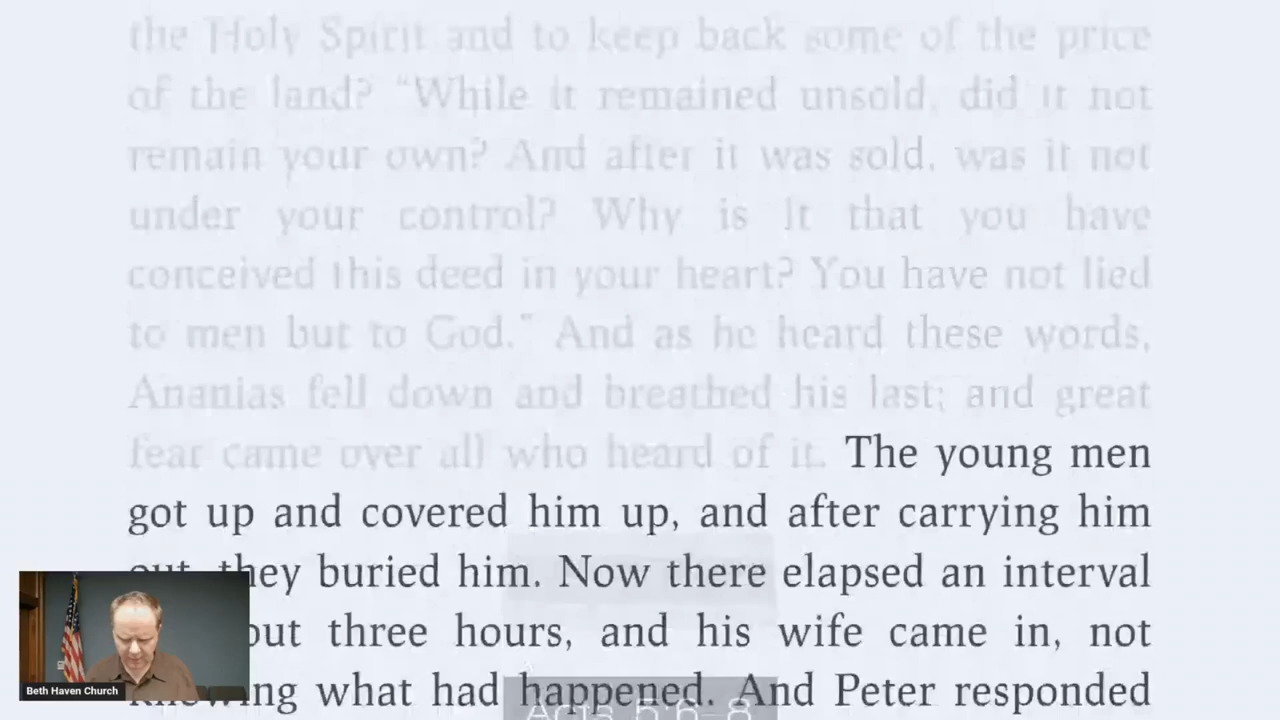 the Holy Spirit and to keep back some of the price
of the land? “While it remained unsold, did it not
remain your own? And after it was sold, was it not
under your control? Why is it that you have
conceived this deed in your heart? You have not lied
to men but to God.” And as he heard these words,
Ananias fell down and breathed his last; and great
fear came over all who heard of it. The young men
got up and covered him up, and after carrying him
out, they buried him. Now there elapsed an interval
out three hours, and his wife came in, not
what had happened. And Peter responded
Acts 5:6-8
Beth Haven Church